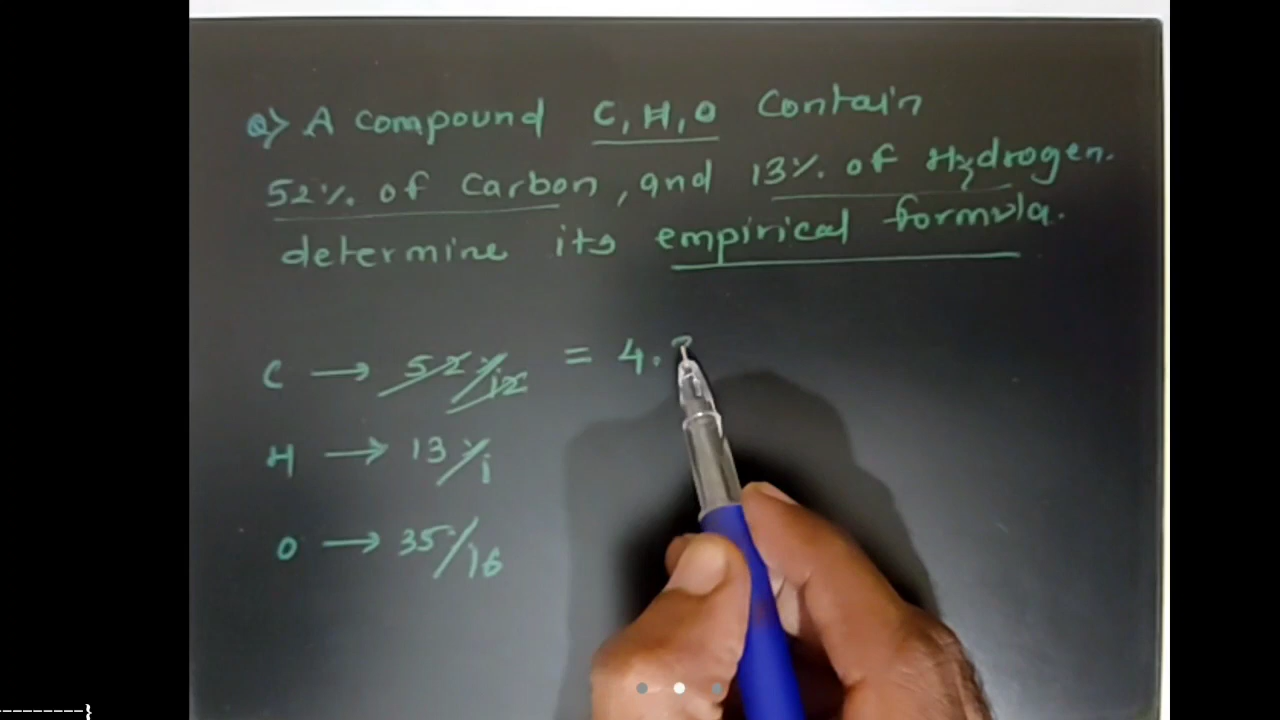 Q) A compound C, H, O contain
52% of carbon, and 13% of Hydrogen.
determine its empirical formula.
C → 52/12 = 4.3
H → 13/1
O → 35/16
--------}